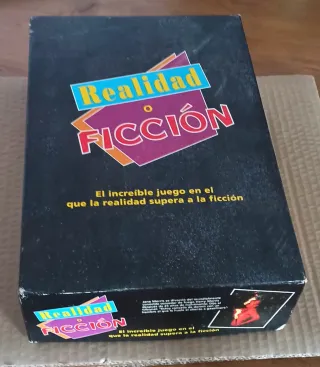 Realidad
o
FICCIÓN
El increíble juego en el
que la realidad supera a la ficción
Realidad
o
FICCIÓN
El increíble juego en el
que la realidad supera a la ficción